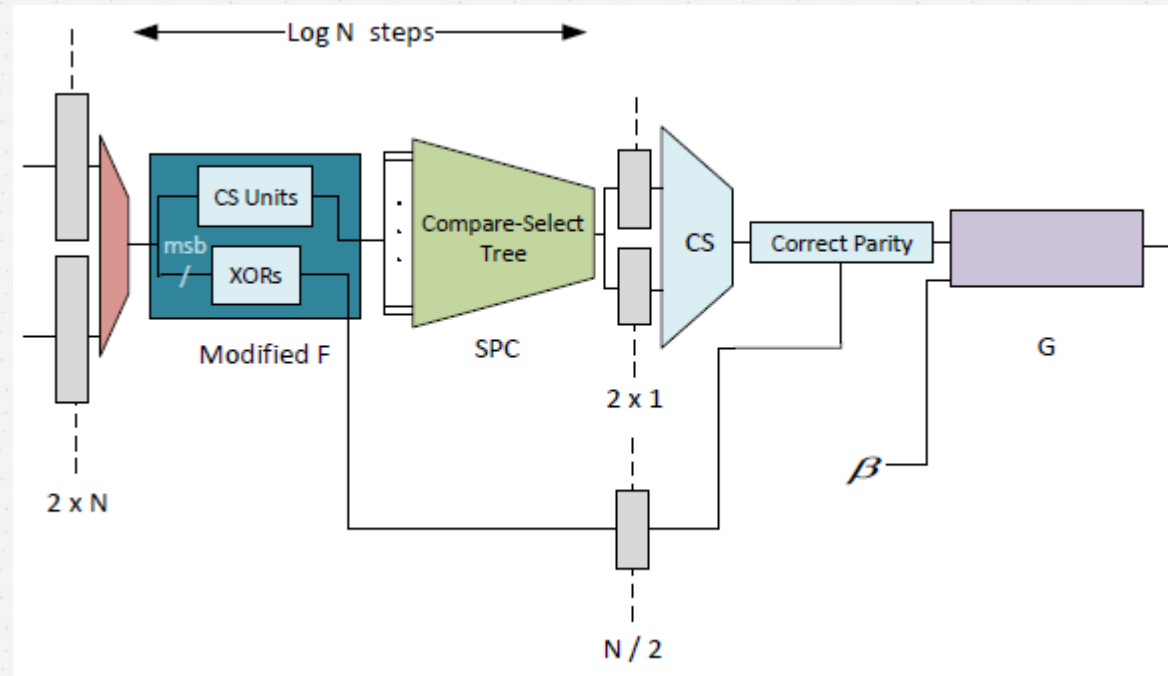 Log N steps
CS Units
msb
/
XORs
Modified F
Compare-Select
Tree
SPC
CS
Correct Parity
G
2 x 1
β
2 x N
N / 2